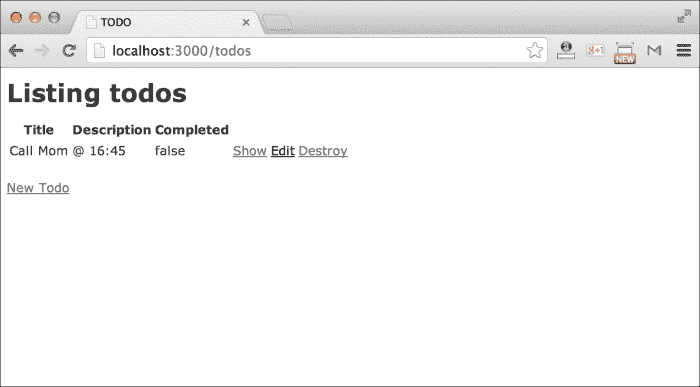 TODO
localhost:3000/todos
g+1
NEW
Listing todos
Title Description Completed
Call Mom @ 16:45 false Show Edit Destroy
New Todo